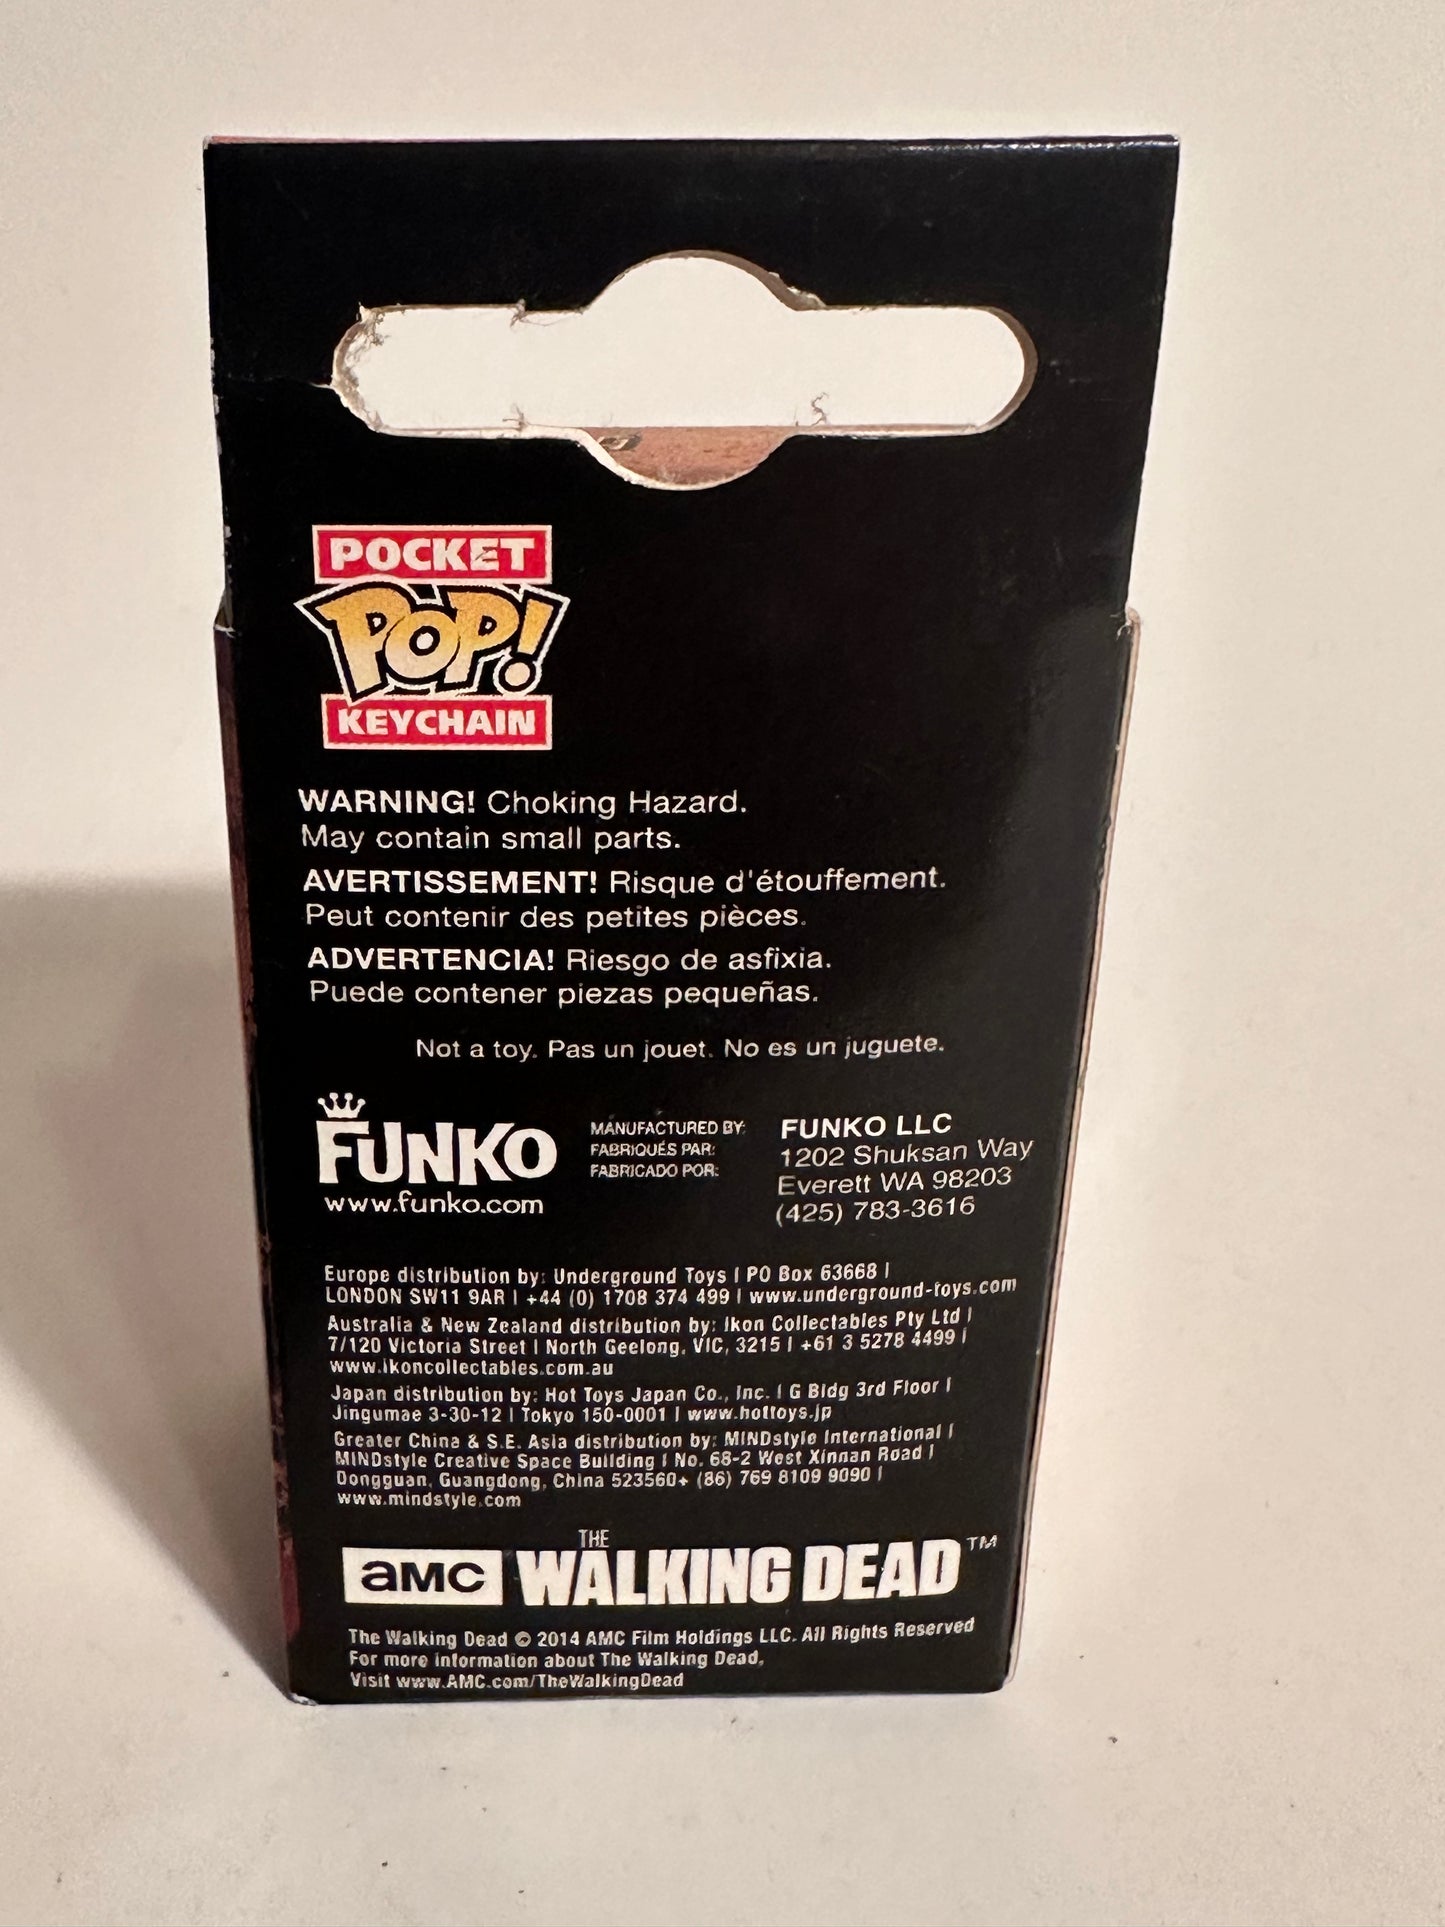 POCKET
POP!
KEYCHAIN
WARNING! Choking Hazard.
May contain small parts.
AVERTISSEMENT! Risque d'étouffement.
Peut contenir des petites pièces.
ADVERTENCIA! Riesgo de asfixia.
Puede contener piezas pequeñas.
Not a toy. Pas un jouet. No es un juguete.
FUNKO
www.funko.com
MANUFACTURED BY:
FABRIQUÉS PAR:
FABRICADO POR:
FUNKO LLC
1202 Shuksan Way
Everett WA 98203
(425) 783-3616
Europe distribution by: Underground Toys | PO Box 63668 |
LONDON SW11 9AR | +44 (0) 1708 374 499 | www.underground-toys.com
Australia & New Zealand distribution by: Ikon Collectables Pty Ltd |
7/120 Victoria Street | North Geelong, VIC, 3215 | +61 3 5278 4499 |
www.ikoncollectables.com.au
Japan distribution by: Hot Toys Japan Co., Inc. | G Bldg 3rd Floor |
Jingumae 3-30-12 | Tokyo 150-0001 | www.hottoys.jp
Greater China & S.E. Asia distribution by: MINDstyle International |
MINDstyle Creative Space Building | No. 68-2 West Xinnan Road |
Dongguan, Guangdong, China 523560+ (86) 769 8109 9090 |
www.mindstyle.com
aMC THE WALKING DEAD™
The Walking Dead © 2014 AMC Film Holdings LLC. All Rights Reserved
For more information about The Walking Dead,
Visit www.AMC.com/TheWalkingDead